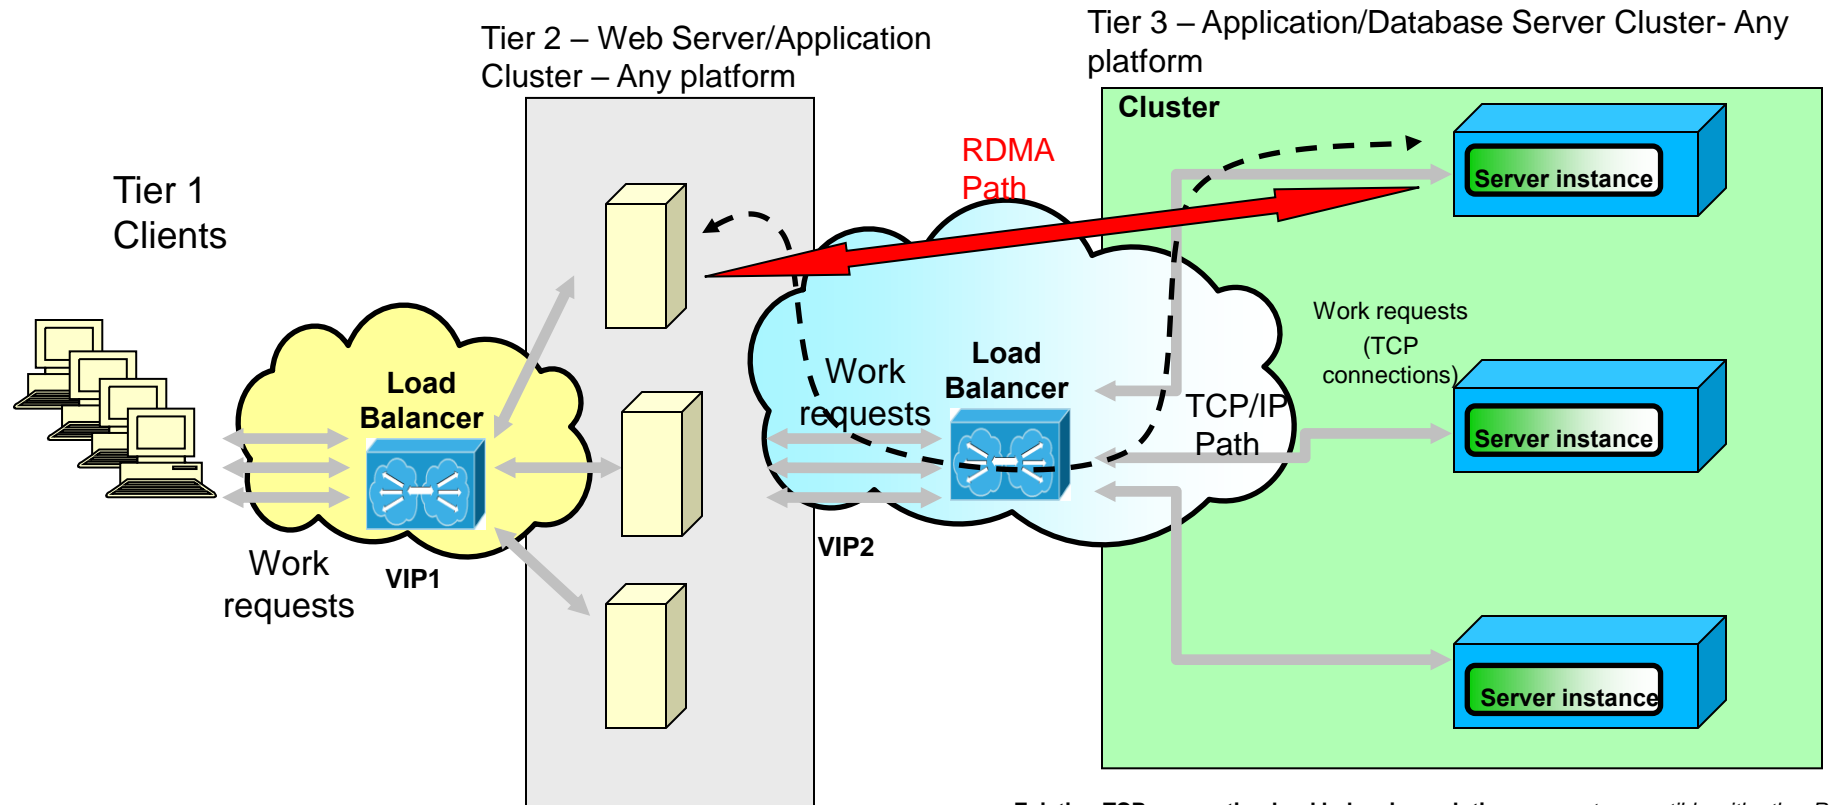 Tier 2 – Web Server/Application
Cluster – Any platform
Tier 3 – Application/Database Server Cluster- Any
platform
Cluster
RDMA
Path
Server instance
Tier 1
Clients
Work requests
(TCP
connections)
Load
Balancer
Work
requests
Load
Balancer
TCP/IP
Path
Server instance
VIP2
Work
requests
VIP1
Server instance